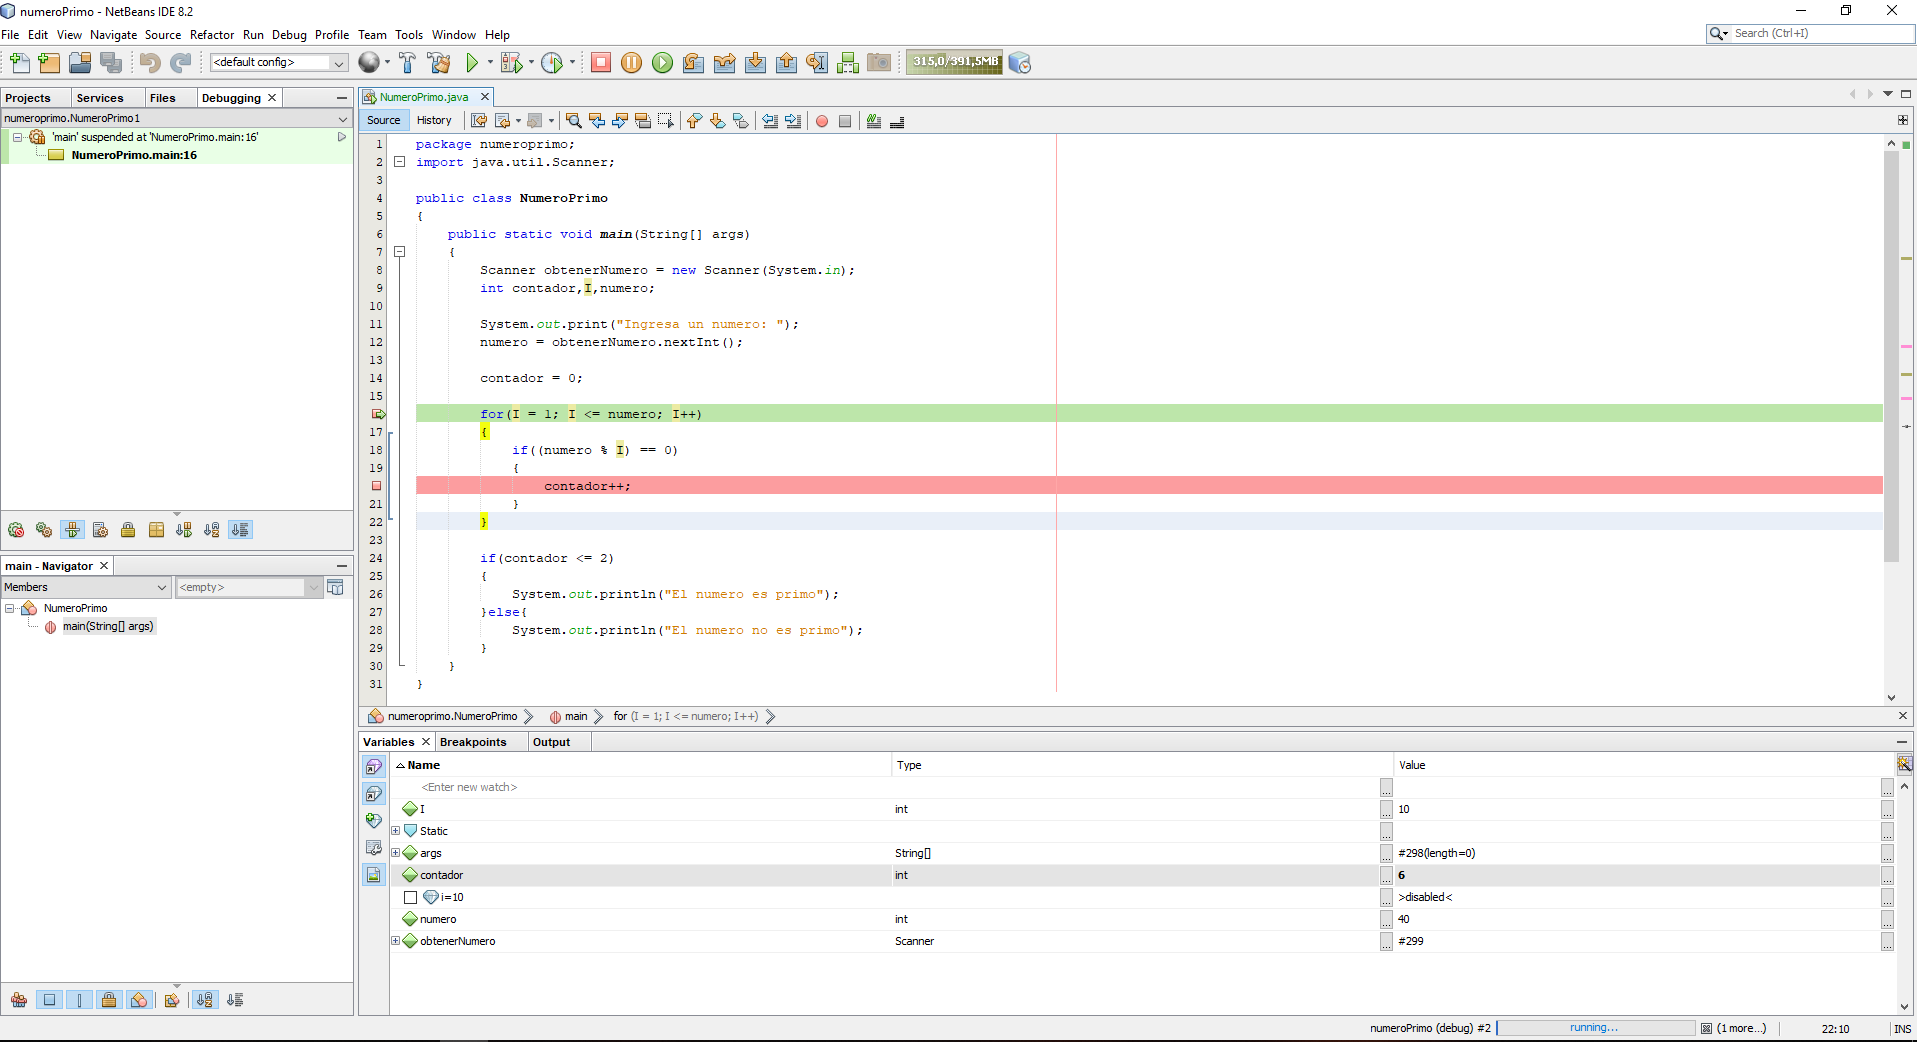 numeroPrimo - NetBeans IDE 8.2
File Edit View Navigate Source Refactor Run Debug Profile Team Tools Window Help
Search (Ctrl+I)
<default config>
315,0/391,5MB
Projects Services Files Debugging
numeroprimo.NumeroPrimo1
'main' suspended at 'NumeroPrimo.main:16'
NumeroPrimo.main:16
main - Navigator
Members <empty>
NumeroPrimo
main(String[] args)
NumeroPrimo.java
Source History
1 package numeroprimo;
2 import java.util.Scanner;
3
4 public class NumeroPrimo
5 {
6 public static void main(String[] args)
7 {
8 Scanner obtenerNumero = new Scanner(System.in);
9 int contador,I,numero;
10
11 System.out.print("Ingresa un numero: ");
12 numero = obtenerNumero.nextInt();
13
14 contador = 0;
15
for(I = 1; I <= numero; I++)
17 {
18 if((numero % I) == 0)
19 {
contador++;
21 }
22 }
23
24 if(contador <= 2)
25 {
26 System.out.println("El numero es primo");
27 }else{
28 System.out.println("El numero no es primo");
29 }
30 }
31 }
numeroprimo.NumeroPrimo main for (I = 1; I <= numero; I++)
Variables Breakpoints Output
Name Type Value
<Enter new watch>
I int 10
Static
args String[] #298(length=0)
contador int 6
i=10 >disabled<
numero int 40
obtenerNumero Scanner #299
numeroPrimo (debug) #2 running... (1 more...) 22:10 INS